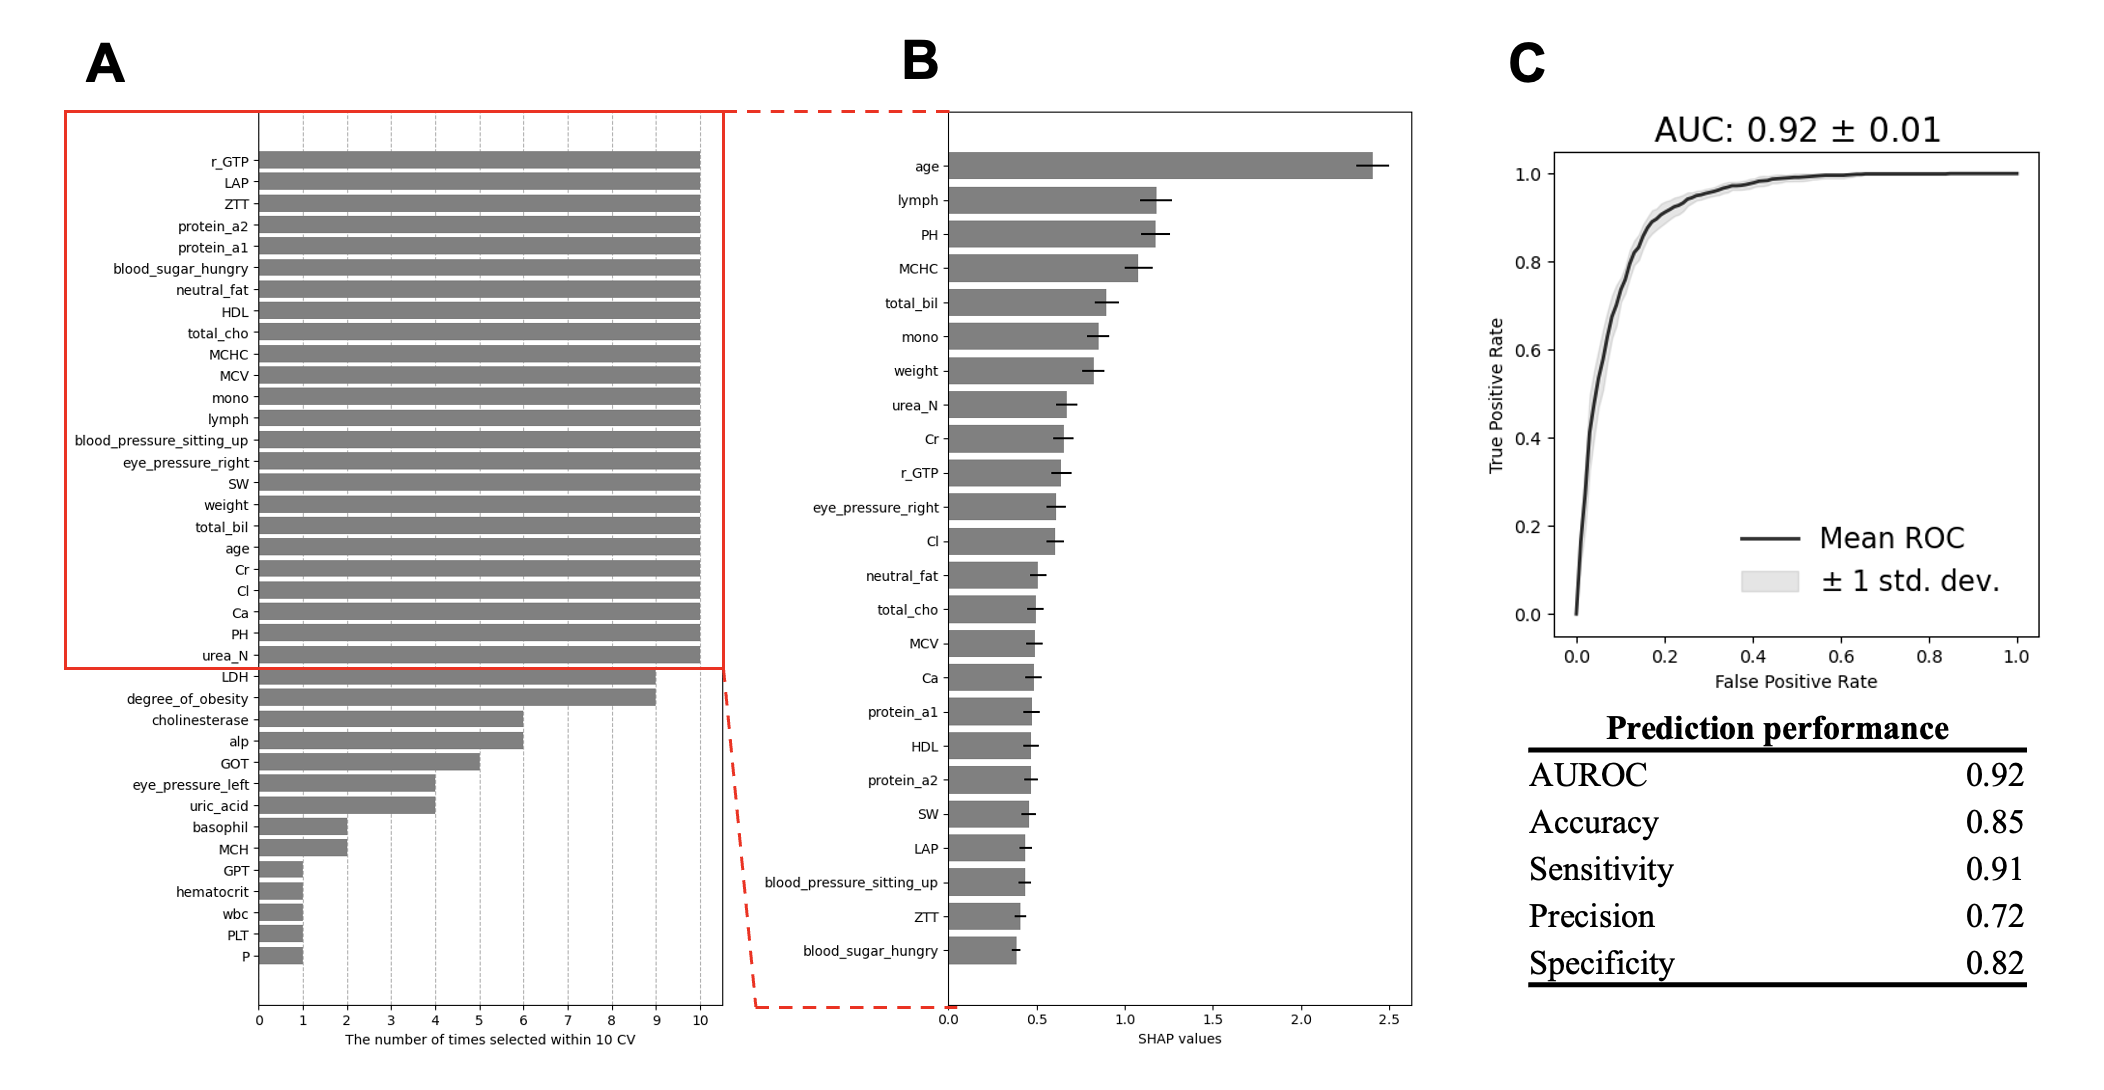 A
r_GTP
LAP
ZTT
protein_a2
protein_a1
blood_sugar_hungry
neutral_fat
HDL
total_cho
MCHC
MCV
mono
lymph
blood_pressure_sitting_up
eye_pressure_right
SW
weight
total_bil
age
Cr
Cl
Ca
PH
urea_N
LDH
degree_of_obesity
cholinesterase
alp
GOT
eye_pressure_left
uric_acid
basophil
MCH
GPT
hematocrit
wbc
PLT
P
0 1 2 3 4 5 6 7 8 9 10
The number of times selected within 10 CV
B
age
lymph
PH
MCHC
total_bil
mono
weight
urea_N
Cr
r_GTP
eye_pressure_right
Cl
neutral_fat
total_cho
MCV
Ca
protein_a1
HDL
protein_a2
SW
LAP
blood_pressure_sitting_up
ZTT
blood_sugar_hungry
0.0 0.5 1.0 1.5 2.0 2.5
SHAP values
C
AUC: 0.92 ± 0.01
1.0
0.8
0.6
0.4
0.2
0.0
True Positive Rate
Mean ROC
± 1 std. dev.
0.0 0.2 0.4 0.6 0.8 1.0
False Positive Rate
Prediction performance
AUROC 0.92
Accuracy 0.85
Sensitivity 0.91
Precision 0.72
Specificity 0.82